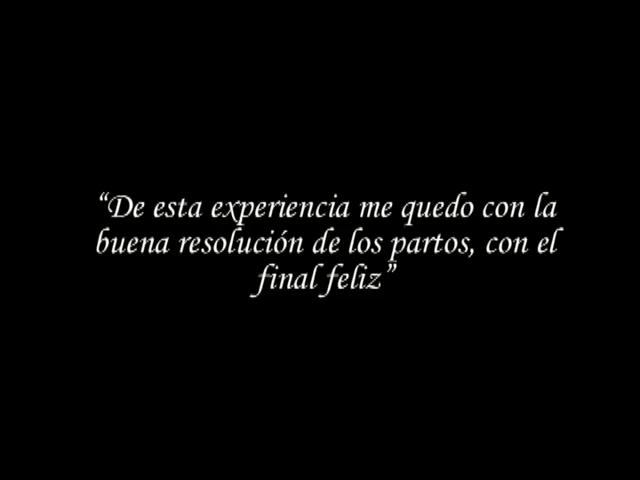 “De esta experiencia me quedo con la
buena resolución de los partos, con el
final feliz”